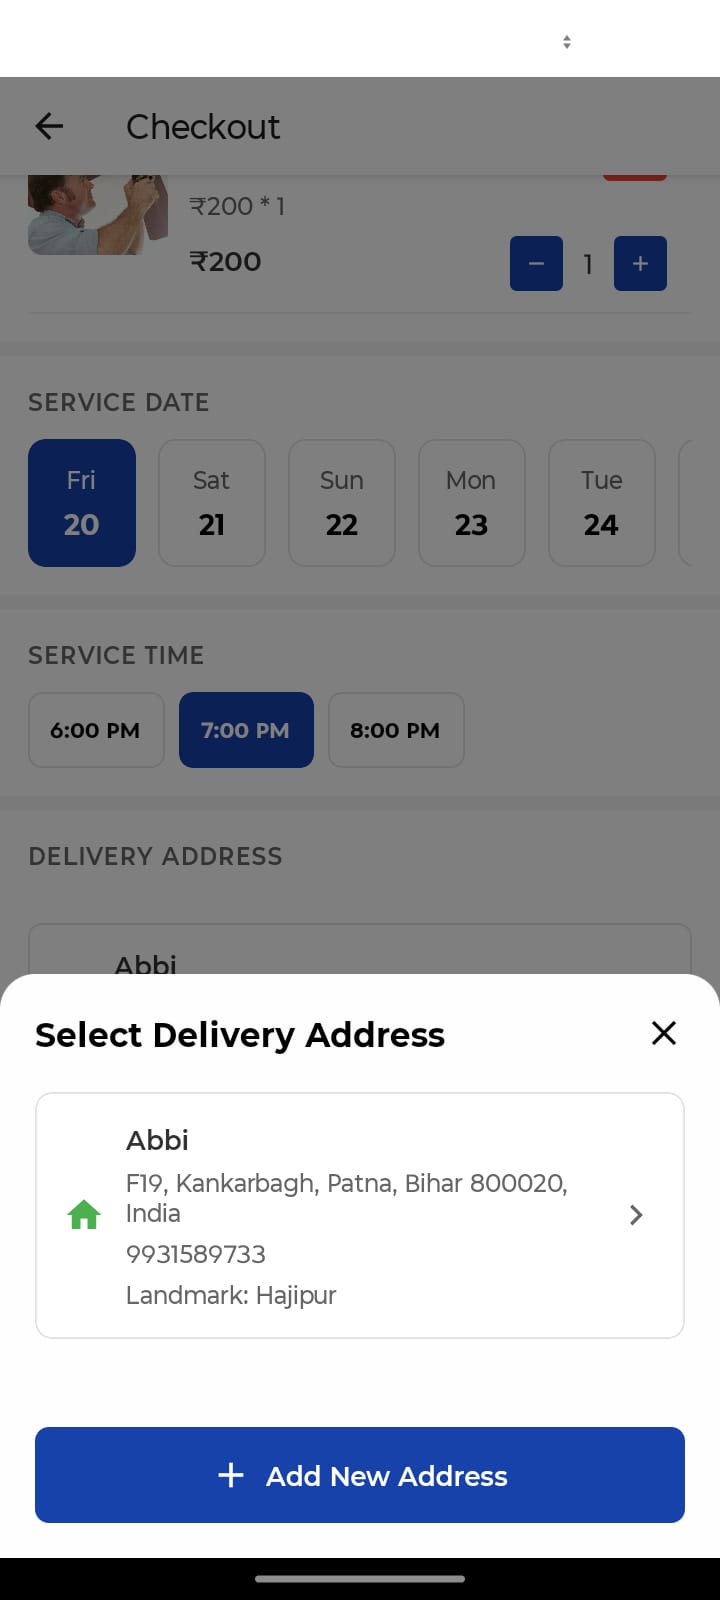 Checkout
₹200 * 1
₹200
− 1 +
SERVICE DATE
Fri Sat Sun Mon Tue
20 21 22 23 24
SERVICE TIME
6:00 PM 7:00 PM 8:00 PM
DELIVERY ADDRESS
Abbi
Select Delivery Address
Abbi
F19, Kankarbagh, Patna, Bihar 800020,
India
9931589733
Landmark: Hajipur
+ Add New Address